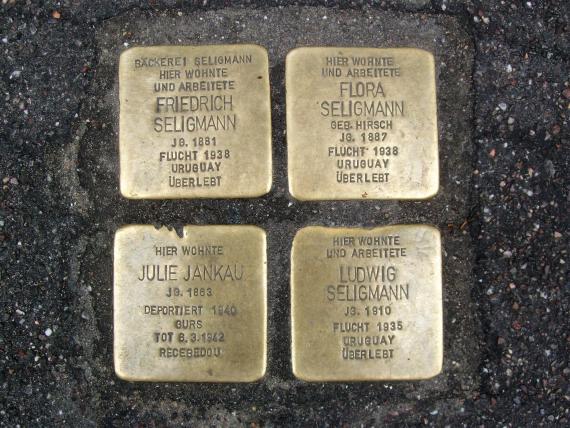 BÄCKEREI SELIGMANN
HIER WOHNTE
UND ARBEITETE
FRIEDRICH
SELIGMANN
JG. 1881
FLUCHT 1938
URUGUAY
ÜBERLEBT
HIER WOHNTE
UND ARBEITETE
FLORA
SELIGMANN
GEB. HIRSCH
JG. 1887
FLUCHT 1938
URUGUAY
ÜBERLEBT
HIER WOHNTE
JULIE JANKAU
JG. 1863
DEPORTIERT 1940
GURS
TOT 8.3.1942
RECEBEDOU
HIER WOHNTE
UND ARBEITETE
LUDWIG
SELIGMANN
JG. 1910
FLUCHT 1935
URUGUAY
ÜBERLEBT